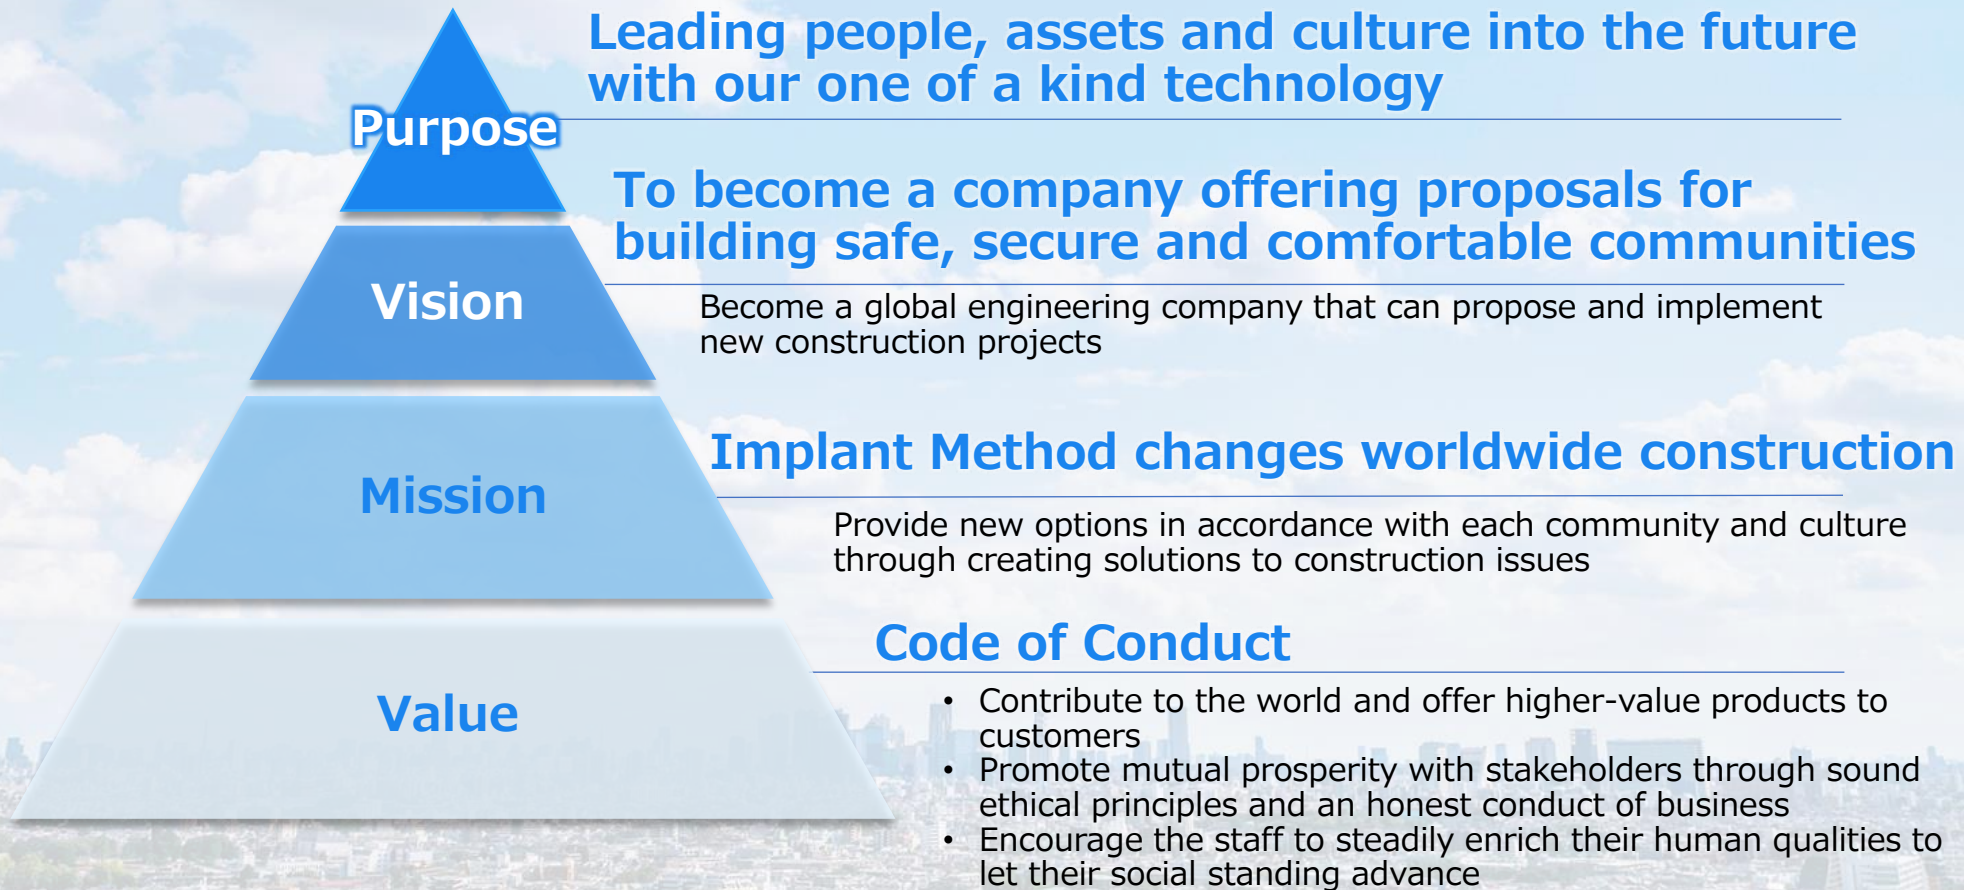 Leading people, assets and culture into the future
with our one of a kind technology
Purpose
To become a company offering proposals for
building safe, secure and comfortable communities
Vision
Become a global engineering company that can propose and implement
new construction projects
Implant Method changes worldwide construction
Mission
Provide new options in accordance with each community and culture
through creating solutions to construction issues
Code of Conduct
Value
• Contribute to the world and offer higher-value products to
customers
• Promote mutual prosperity with stakeholders through sound
ethical principles and an honest conduct of business
• Encourage the staff to steadily enrich their human qualities to
let their social standing advance